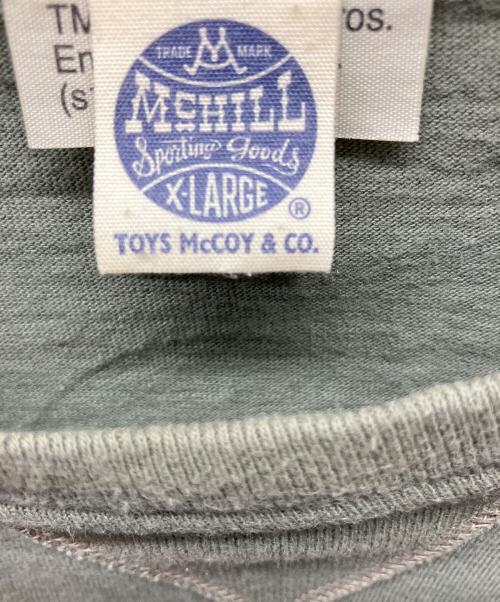 TM
ros.
En
(s
TRADE M MARK
McHILL
Sporting Goods
X-LARGE
®
TOYS McCOY & CO.